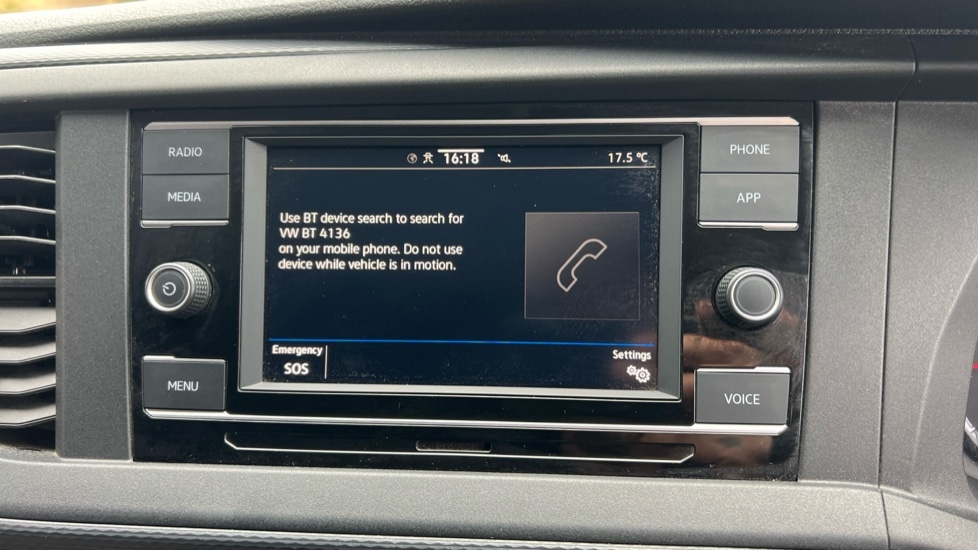 RADIO
MEDIA
MENU
16:18
17.5 °C
Use BT device search to search for
VW BT 4136
on your mobile phone. Do not use
device while vehicle is in motion.
Emergency
SOS
Settings
PHONE
APP
VOICE